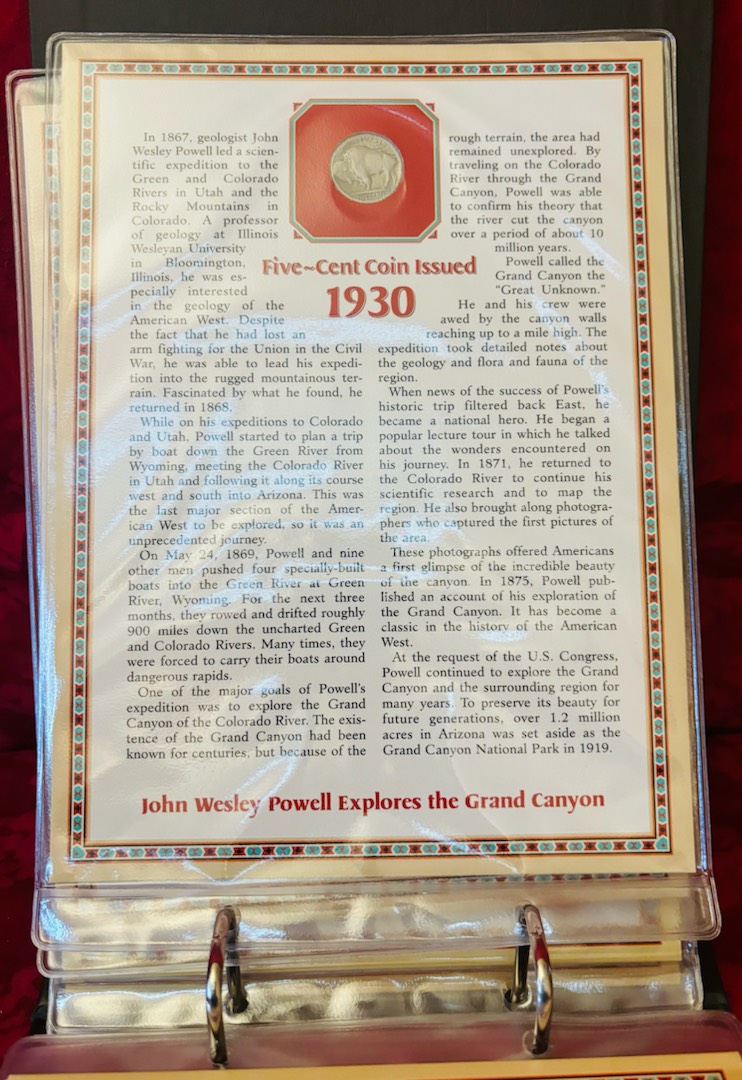 In 1867, geologist John
Wesley Powell led a scien-
tific expedition to the
Green and Colorado
Rivers in Utah and the
Rocky Mountains in
Colorado. A professor
of geology at Illinois
Wesleyan University
in Bloomington,
Illinois, he was es-
pecially interested
in the geology of the
American West. Despite
the fact that he had lost an
arm fighting for the Union in the Civil
War, he was able to lead his expedi-
tion into the rugged mountainous ter-
rain. Fascinated by what he found, he
returned in 1868.
While on his expeditions to Colorado
and Utah, Powell started to plan a trip
by boat down the Green River from
Wyoming, meeting the Colorado River
in Utah and following it along its course
west and south into Arizona. This was
the last major section of the Amer-
ican West to be explored, so it was an
unprecedented journey.
On May 24, 1869, Powell and nine
other men pushed four specially-built
boats into the Green River at Green
River, Wyoming. For the next three
months, they rowed and drifted roughly
900 miles down the uncharted Green
and Colorado Rivers. Many times, they
were forced to carry their boats around
dangerous rapids.
One of the major goals of Powell's
expedition was to explore the Grand
Canyon of the Colorado River. The exis-
tence of the Grand Canyon had been
known for centuries, but because of the
Five~Cent Coin Issued
1930
rough terrain, the area had
remained unexplored. By
traveling on the Colorado
River through the Grand
Canyon, Powell was able
to confirm his theory that
the river cut the canyon
over a period of about 10
million years.
Powell called the
Grand Canyon the
"Great Unknown."
He and his crew were
awed by the canyon walls
reaching up to a mile high. The
expedition took detailed notes about
the geology and flora and fauna of the
region.
When news of the success of Powell's
historic trip filtered back East, he
became a national hero. He began a
popular lecture tour in which he talked
about the wonders encountered on
his journey. In 1871, he returned to
the Colorado River to continue his
scientific research and to map the
region. He also brought along photogra-
phers who captured the first pictures of
the area.
These photographs offered Americans
a first glimpse of the incredible beauty
of the canyon. In 1875, Powell pub-
lished an account of his exploration of
the Grand Canyon. It has become a
classic in the history of the American
West.
At the request of the U.S. Congress,
Powell continued to explore the Grand
Canyon and the surrounding region for
many years. To preserve its beauty for
future generations, over 1.2 million
acres in Arizona was set aside as the
Grand Canyon National Park in 1919.
John Wesley Powell Explores the Grand Canyon